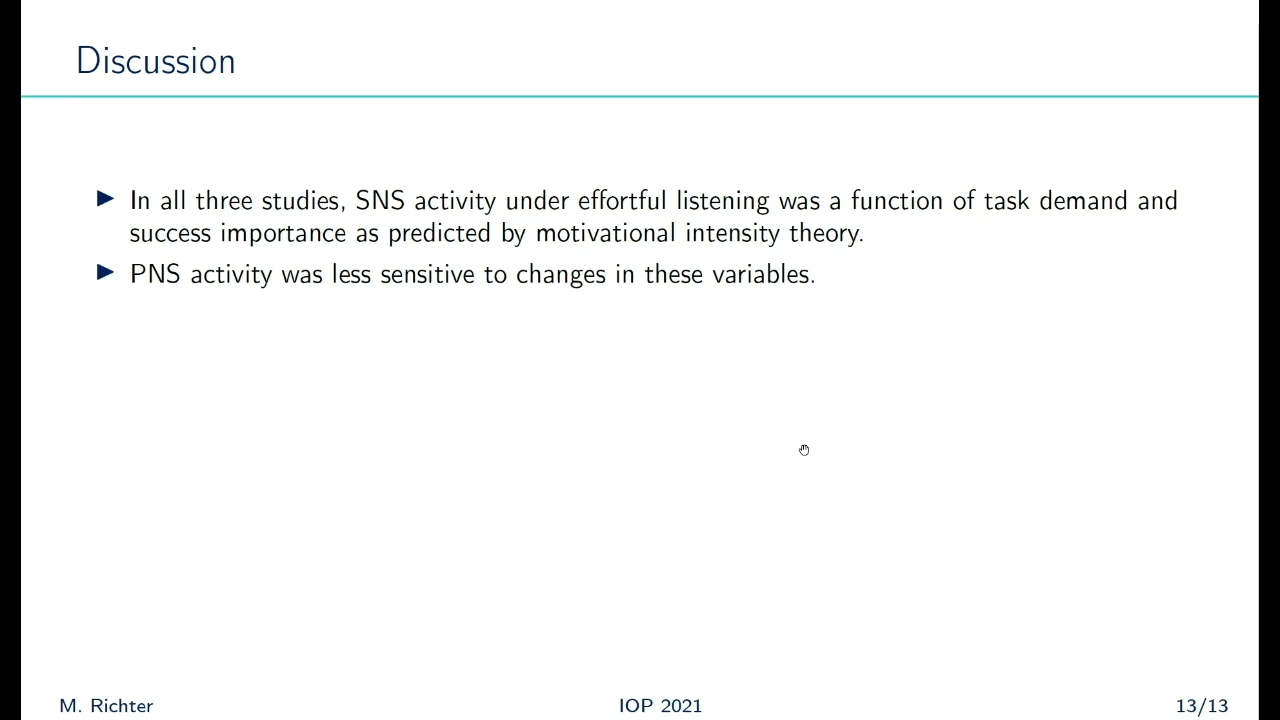 Discussion
In all three studies, SNS activity under effortful listening was a function of task demand and
success importance as predicted by motivational intensity theory.
PNS activity was less sensitive to changes in these variables.
M. Richter
IOP 2021
13/13